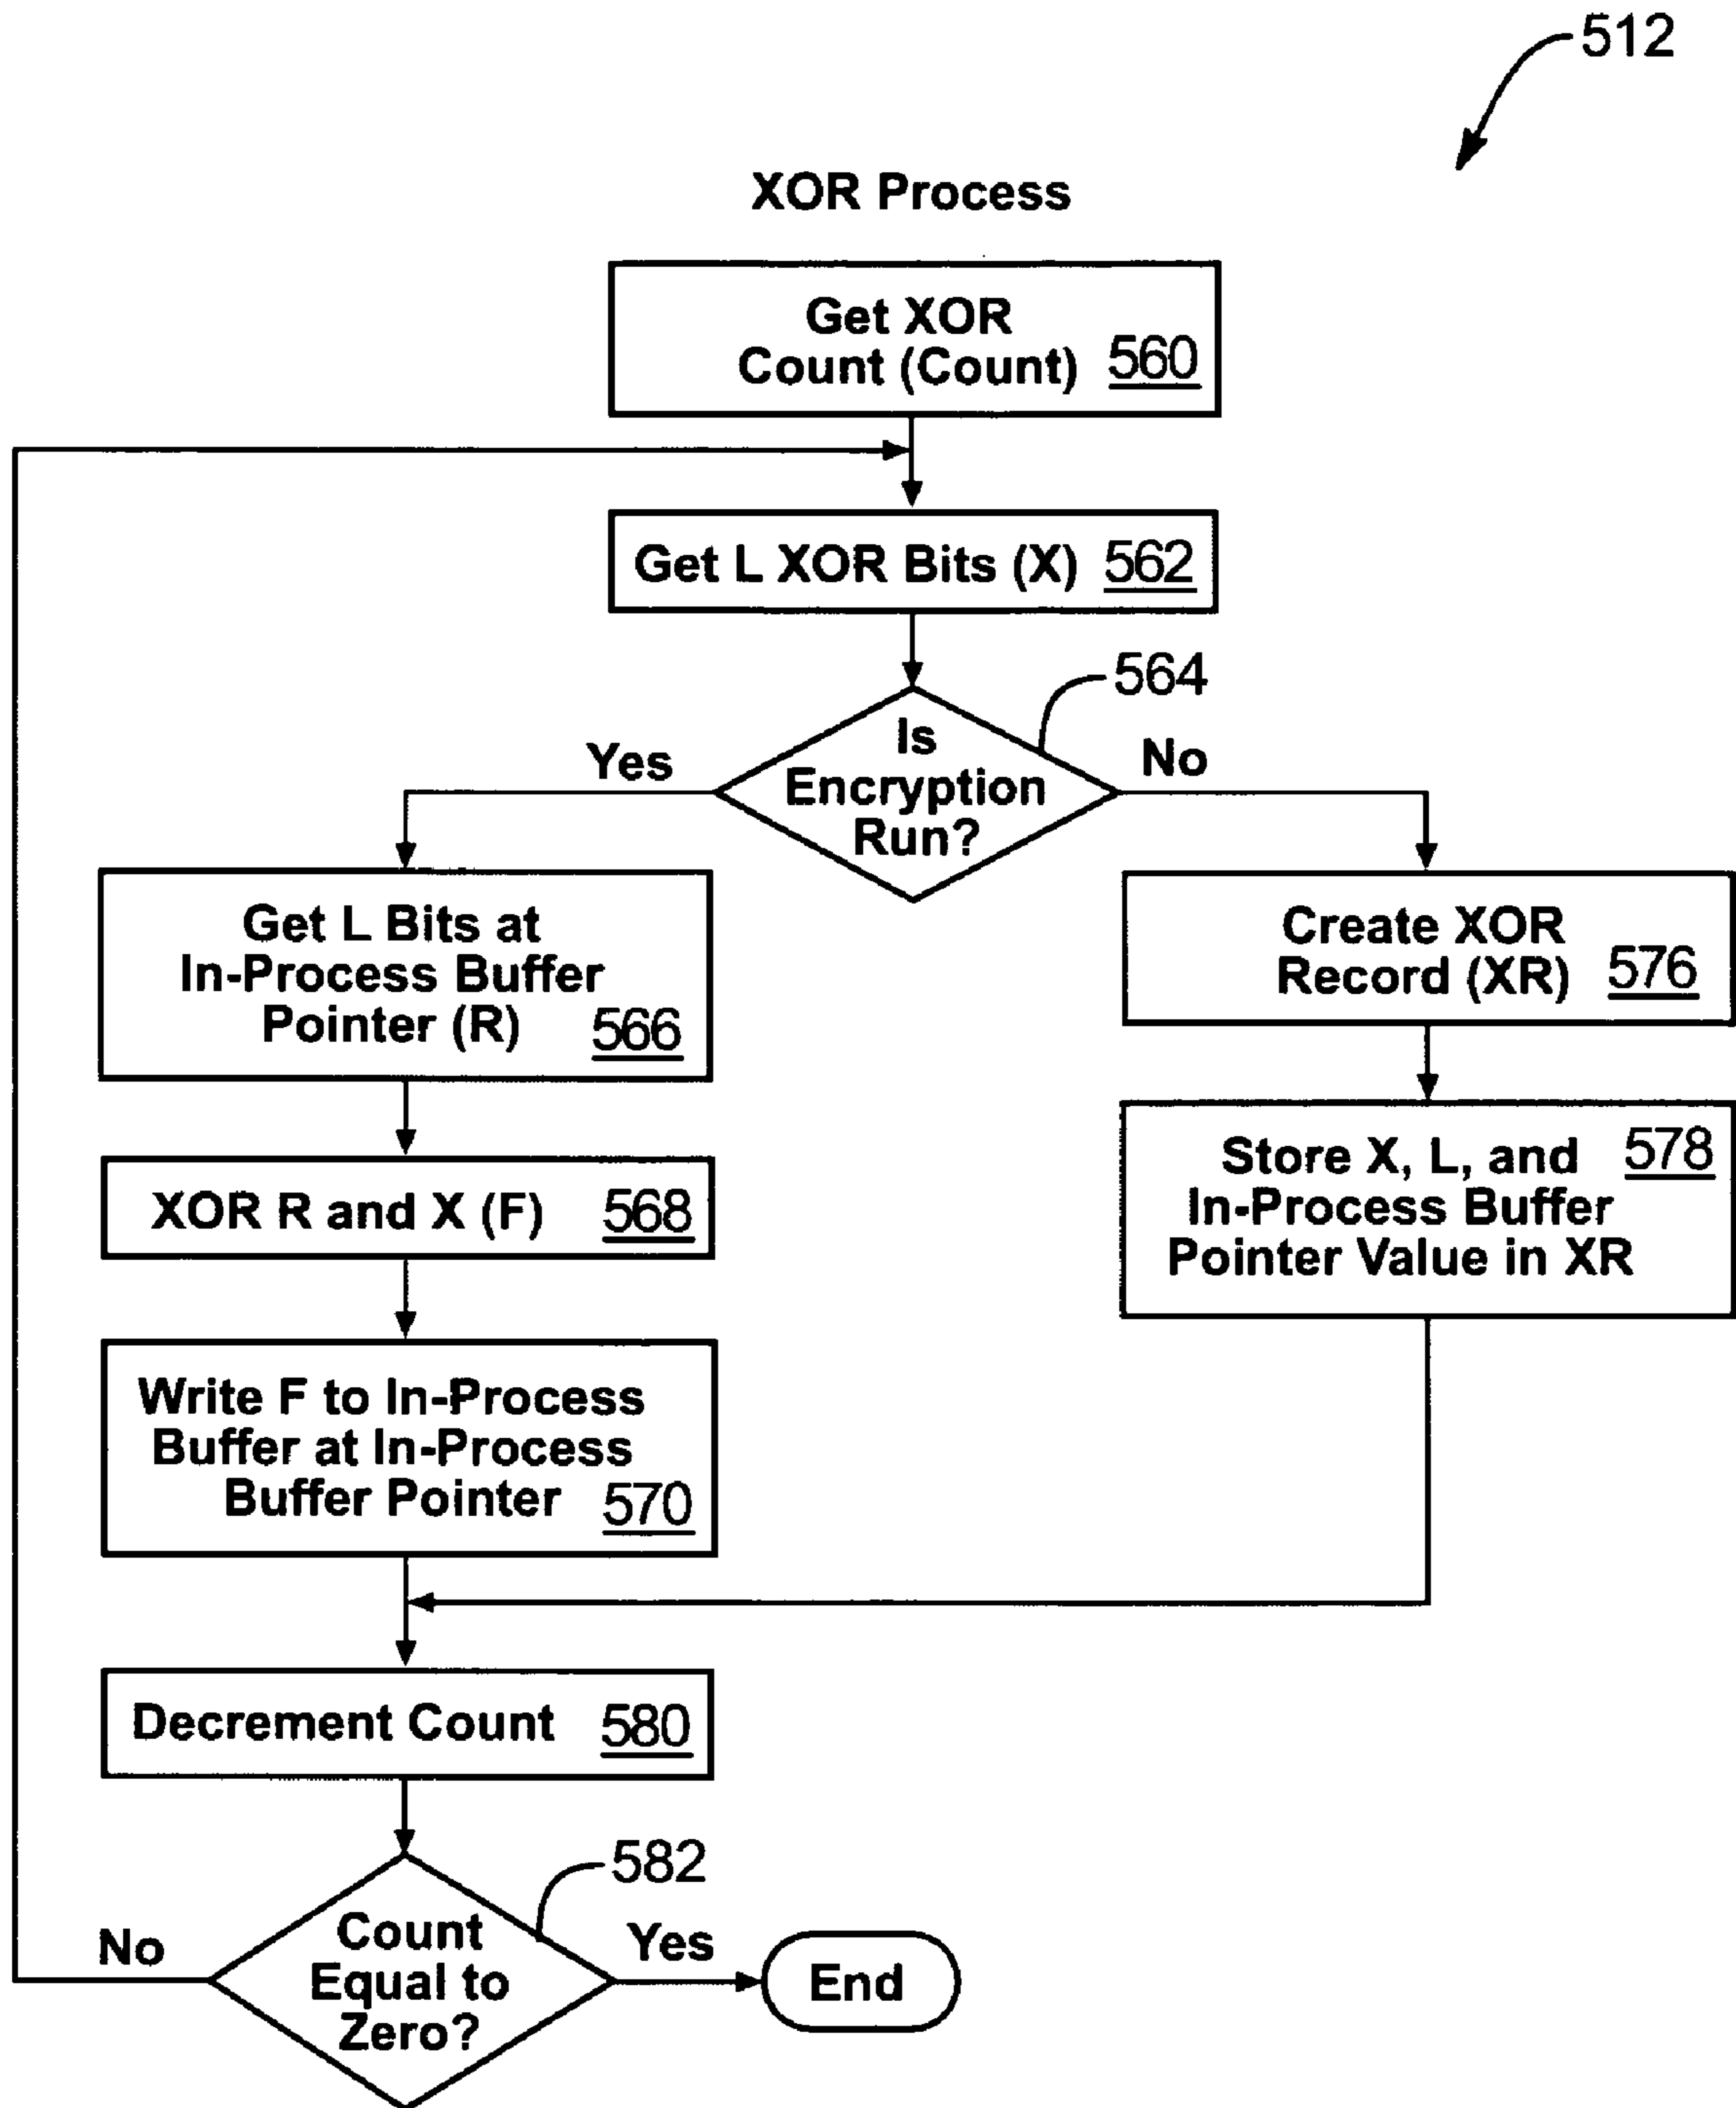 512
XOR Process
Get XOR
Count (Count) 560
Get L XOR Bits (X) 562
564
Is
Encryption
Run?
Yes
No
Get L Bits at
In-Process Buffer
Pointer (R) 566
Create XOR
Record (XR) 576
XOR R and X (F) 568
Store X, L, and 578
In-Process Buffer
Pointer Value in XR
Write F to In-Process
Buffer at In-Process
Buffer Pointer 570
Decrement Count 580
582
Count
Equal to
Zero?
No
Yes
End